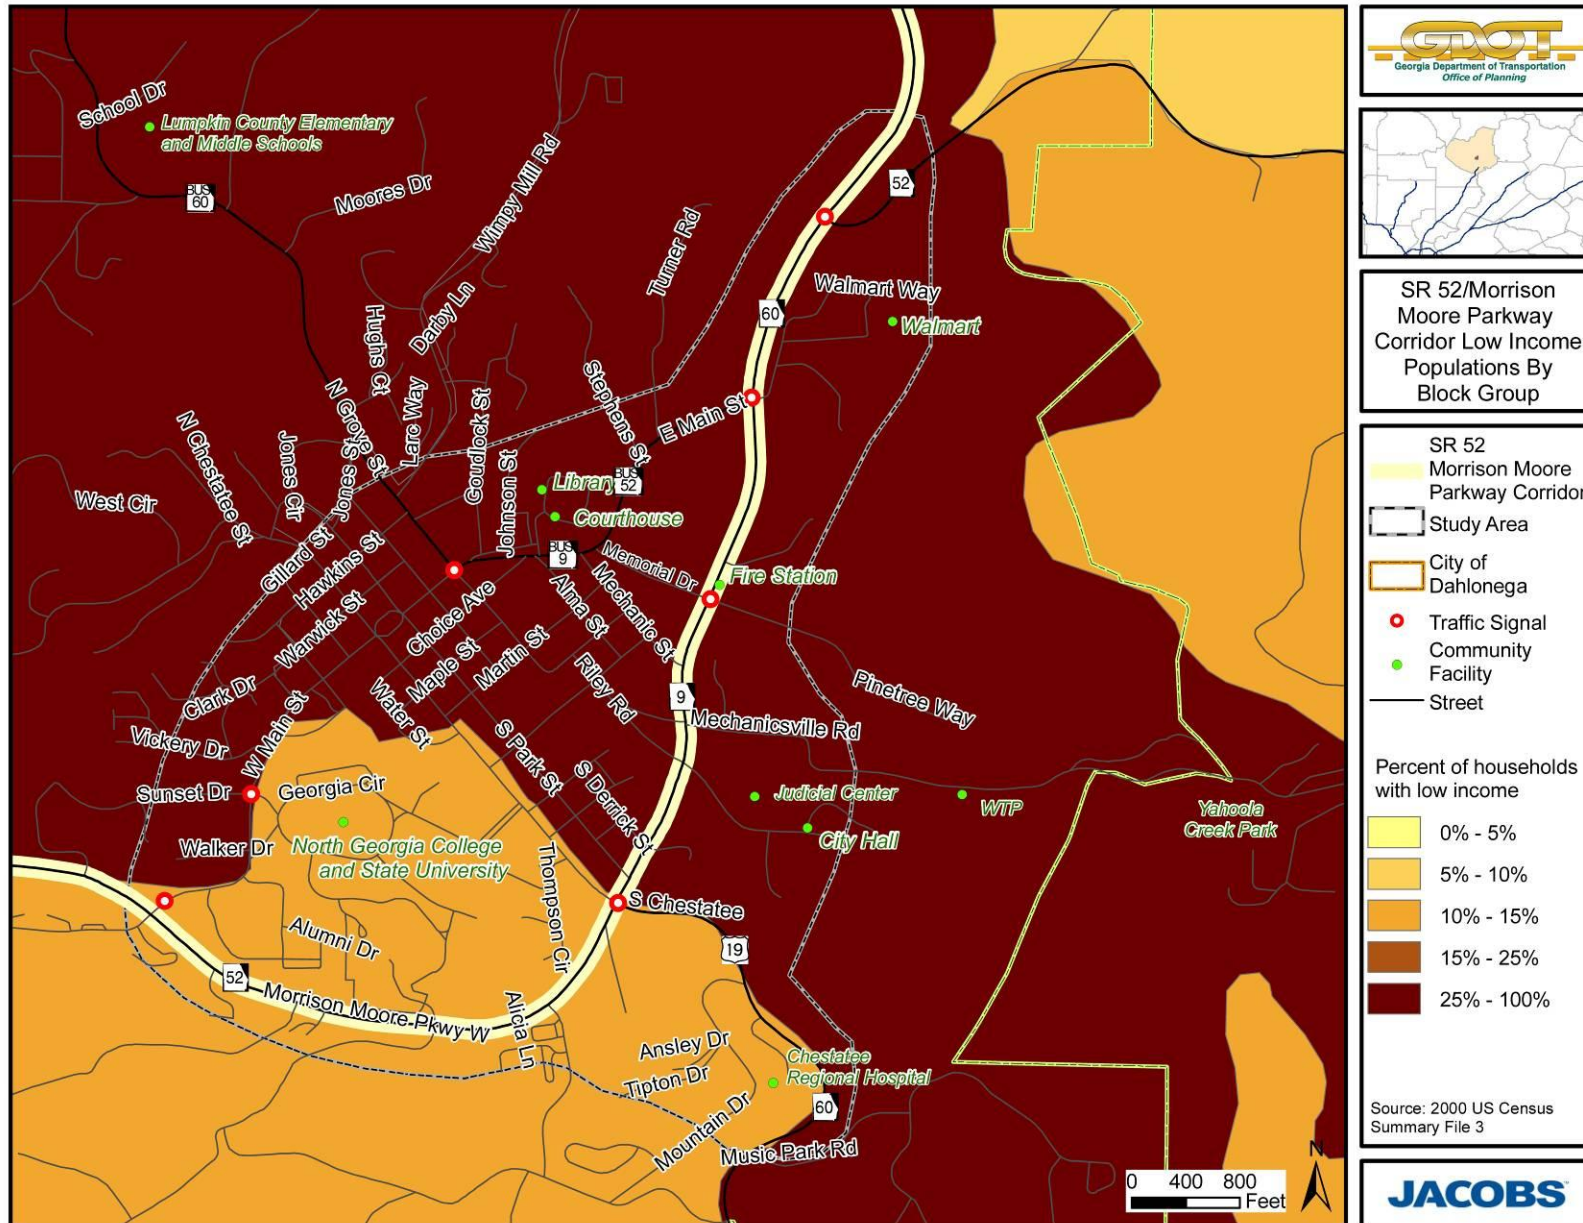 School Dr
Lumpkin County Elementary
and Middle Schools
BUS
60
Moores Dr
Wimpy Mill Rd
Turner Rd
52
Darby Ln
Hughs Ct
60
Walmart Way
Walmart
N Grove St
Larc Way
Goudlock St
Stephens St
E Main St
N Chestatee St
Jones Cir
Jones St
Johnson St
Library
BUS
52
West Cir
Courthouse
Gillard St
Hawkins St
BUS
9
Memorial Dr
Fire Station
Warwick St
Choice Ave
Alma St
Mechanic St
Maple St
Martin St
Clark Dr
Water St
Riley Rd
9
Pinetree Way
Mechanicsville Rd
Vickery Dr
W Main St
S Park St
S Derrick St
Sunset Dr
Georgia Cir
Judicial Center
WTP
Yahoola
Creek Park
City Hall
Walker Dr
North Georgia College
and State University
Thompson Cir
S Chestatee
Alumni Dr
19
52
Morrison Moore Pkwy W
Alicia Ln
Ansley Dr
Tipton Dr
Chestatee
Regional Hospital
Mountain Dr
60
Music Park Rd
0 400 800
Feet
N
GDOT
Georgia Department of Transportation
Office of Planning
SR 52/Morrison
Moore Parkway
Corridor Low Income
Populations By
Block Group
SR 52
Morrison Moore
Parkway Corridor
Study Area
City of
Dahlonega
Traffic Signal
Community
Facility
Street
Percent of households
with low income
0% - 5%
5% - 10%
10% - 15%
15% - 25%
25% - 100%
Source: 2000 US Census
Summary File 3
JACOBS